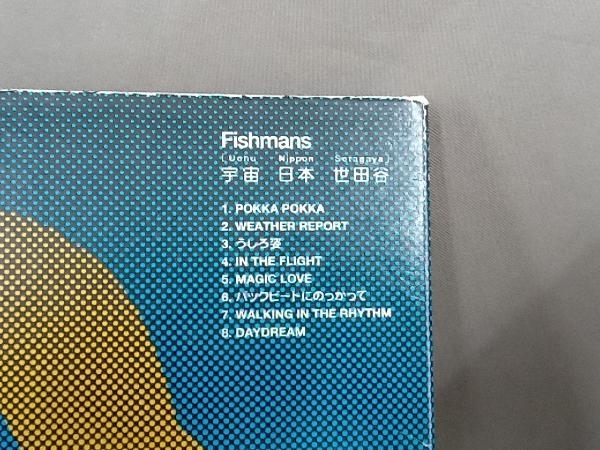 Fishmans
(Uchu Nippon Setagaya)
宇宙 日本 世田谷
1. POKKA POKKA
2. WEATHER REPORT
3. うしろ姿
4. IN THE FLIGHT
5. MAGIC LOVE
6. バックビートにのっかって
7. WALKING IN THE RHYTHM
8. DAYDREAM